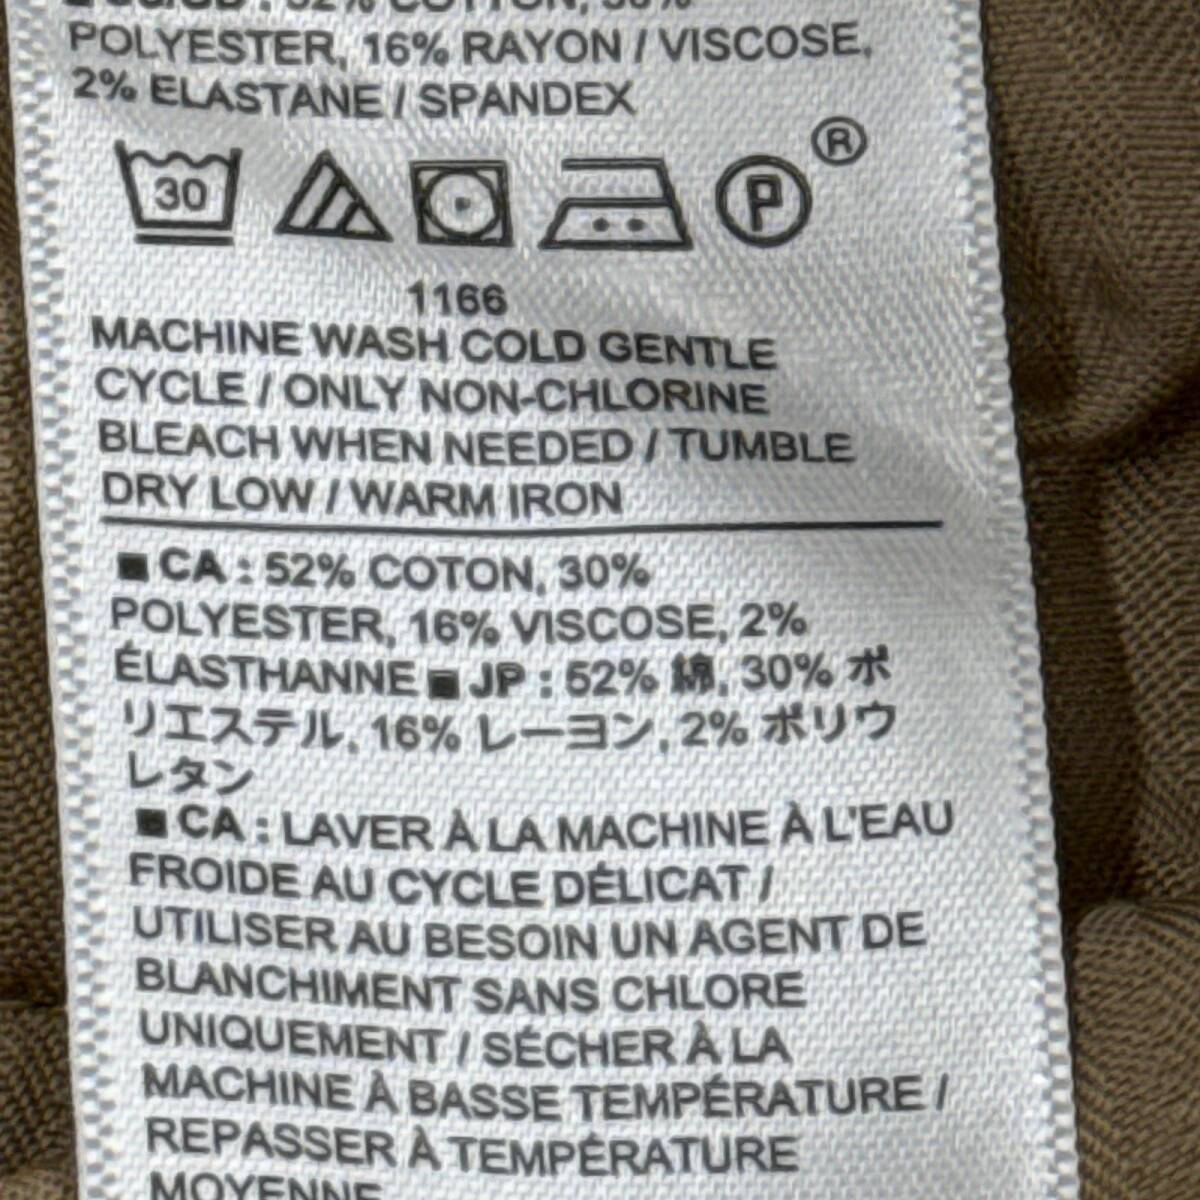 52% COTTON, 30%
POLYESTER, 16% RAYON / VISCOSE,
2% ELASTANE / SPANDEX
30 P ®
1166
MACHINE WASH COLD GENTLE
CYCLE / ONLY NON-CHLORINE
BLEACH WHEN NEEDED / TUMBLE
DRY LOW / WARM IRON
■ CA : 52% COTON, 30%
POLYESTER, 16% VISCOSE, 2%
ÉLASTHANNE ■ JP : 52% 綿, 30% ポ
リエステル, 16% レーヨン, 2% ポリウ
レタン
■ CA : LAVER À LA MACHINE À L'EAU
FROIDE AU CYCLE DÉLICAT /
UTILISER AU BESOIN UN AGENT DE
BLANCHIMENT SANS CHLORE
UNIQUEMENT / SÉCHER À LA
MACHINE À BASSE TEMPÉRATURE /
REPASSER À TEMPÉRATURE
MOYENNE